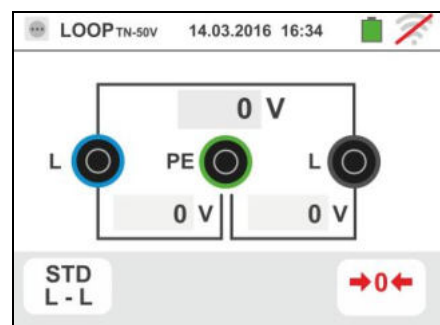 LOOP TN-50V 14.03.2016 16:34
0 V
L PE L
0 V 0 V
STD
L - L
→0←